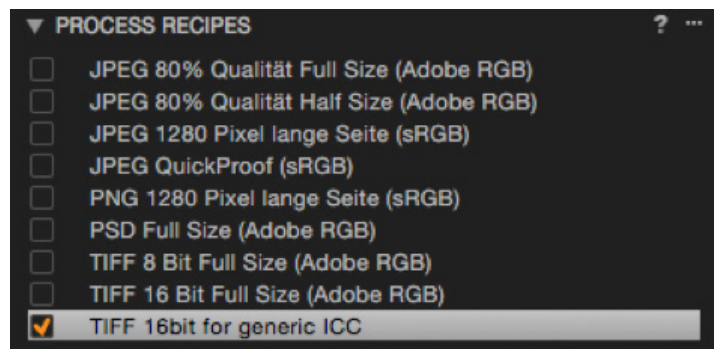 PROCESS RECIPES ? ...
JPEG 80% Qualität Full Size (Adobe RGB)
JPEG 80% Qualität Half Size (Adobe RGB)
JPEG 1280 Pixel lange Seite (sRGB)
JPEG QuickProof (sRGB)
PNG 1280 Pixel lange Seite (sRGB)
PSD Full Size (Adobe RGB)
TIFF 8 Bit Full Size (Adobe RGB)
TIFF 16 Bit Full Size (Adobe RGB)
TIFF 16bit for generic ICC